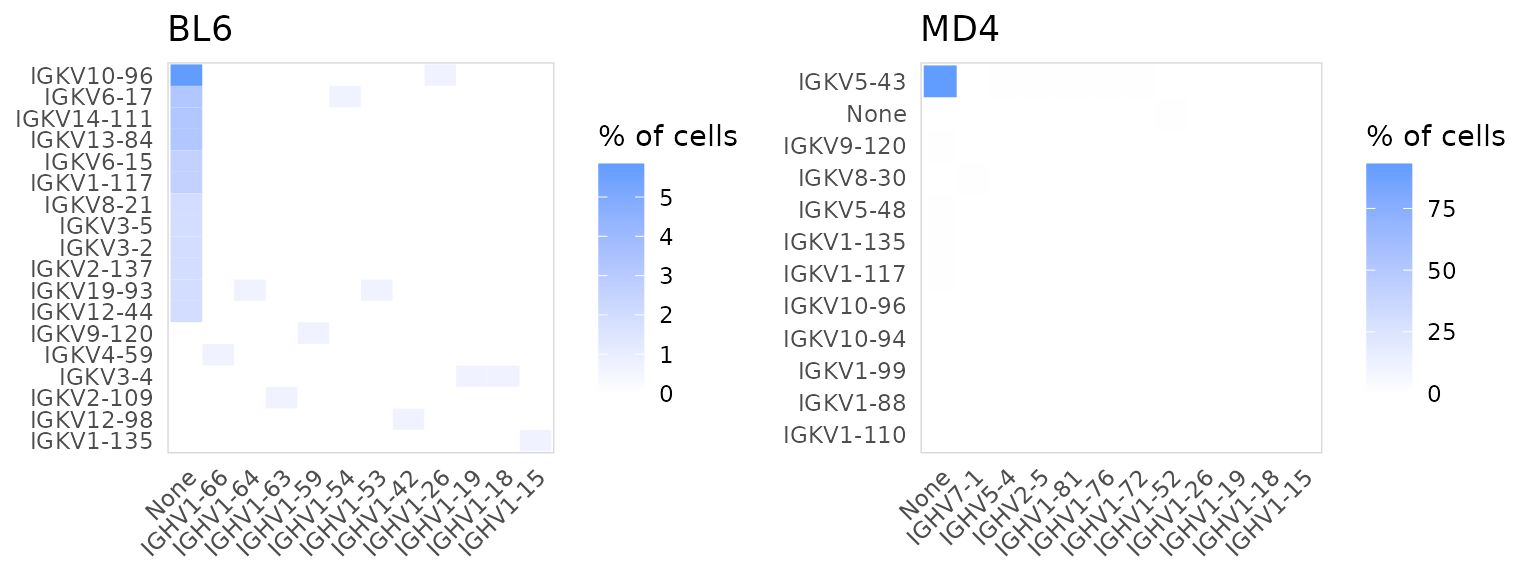 BL6
IGKV10-96
IGKV6-17
IGKV14-111
IGKV13-84
IGKV6-15
IGKV1-117
IGKV8-21
IGKV3-5
IGKV3-2
IGKV2-137
IGKV19-93
IGKV12-44
IGKV9-120
IGKV4-59
IGKV3-4
IGKV2-109
IGKV12-98
IGKV1-135
None
IGHV1-66
IGHV1-64
IGHV1-63
IGHV1-59
IGHV1-54
IGHV1-53
IGHV1-42
IGHV1-26
IGHV1-19
IGHV1-18
IGHV1-15
% of cells
5
4
3
2
1
0
MD4
IGKV5-43
None
IGKV9-120
IGKV8-30
IGKV5-48
IGKV1-135
IGKV1-117
IGKV10-96
IGKV10-94
IGKV1-99
IGKV1-88
IGKV1-110
None
IGHV7-1
IGHV5-4
IGHV2-5
IGHV1-81
IGHV1-76
IGHV1-72
IGHV1-52
IGHV1-26
IGHV1-19
IGHV1-18
IGHV1-15
% of cells
75
50
25
0